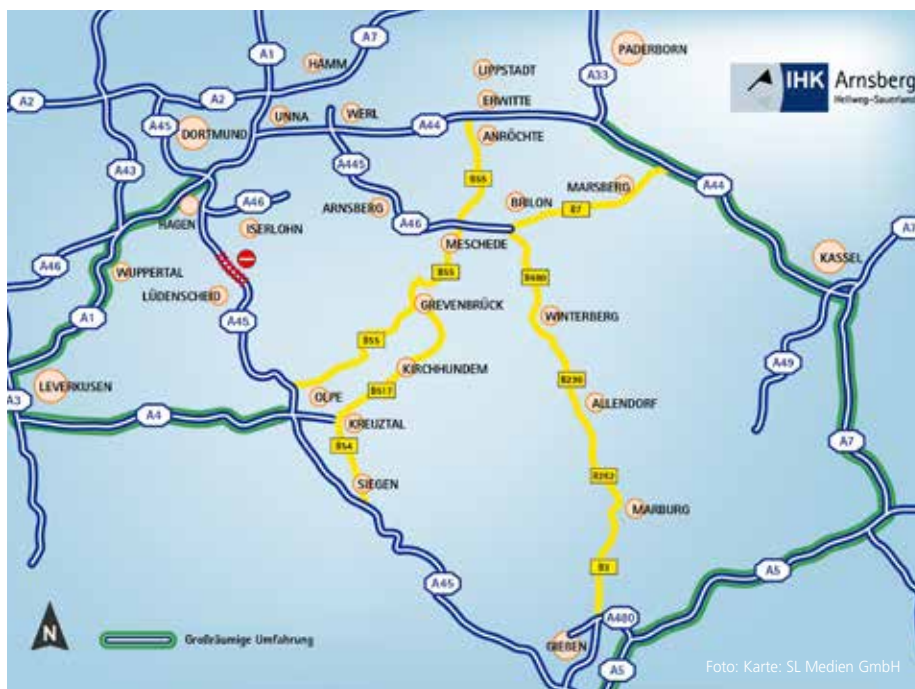 A1
A7
HAMM
A2
A2
A45
DORTMUND
UNNA
WERL
LIPPSTADT
ERWITTE
A44
ANRÖCHTE
PADERBORN
A33
IHK Arnsberg
Hellweg-Sauerland
A43
A445
B55
MARSBERG
A44
A46
ARNSBERG
BRILON
B7
HAGEN
ISERLOHN
A46
A7
MESCHEDE
KASSEL
A46
WUPPERTAL
B55
B480
LÜDENSCHEID
GREVENBRÜCK
A1
A45
WINTERBERG
B55
A49
KIRCHHUNDEM
LEVERKUSEN
B517
B236
A3
OLPE
ALLENDORF
A4
KREUZTAL
A7
B54
SIEGEN
MARBURG
B3
A5
A45
A480
N
Großräumige Umfahrung
GIEßEN
A5
Foto: Karte: SL Medien GmbH